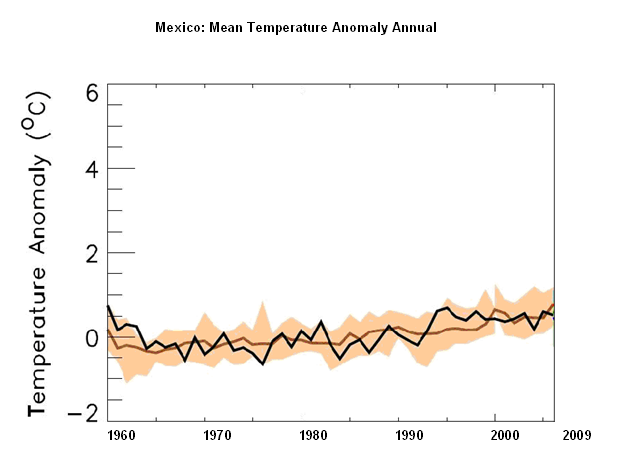 Mexico: Mean Temperature Anomaly Annual
Temperature Anomaly (°C)
6
4
2
0
−2
1960 1970 1980 1990 2000 2009